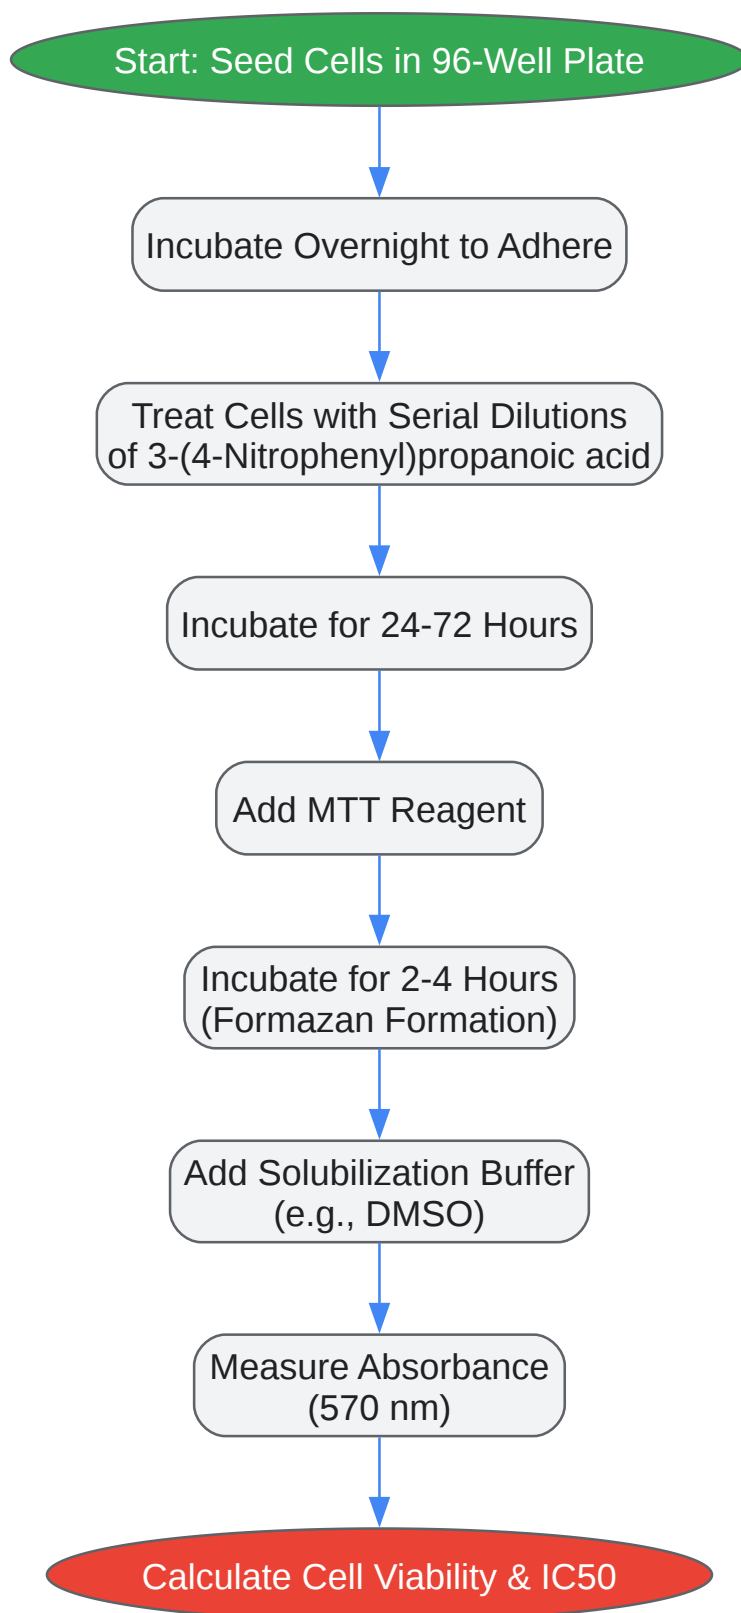 Start: Seed Cells in 96-Well Plate
Incubate Overnight to Adhere
Treat Cells with Serial Dilutions
of 3-(4-Nitrophenyl)propanoic acid
Incubate for 24-72 Hours
Add MTT Reagent
Incubate for 2-4 Hours
(Formazan Formation)
Add Solubilization Buffer
(e.g., DMSO)
Measure Absorbance
(570 nm)
Calculate Cell Viability & IC50